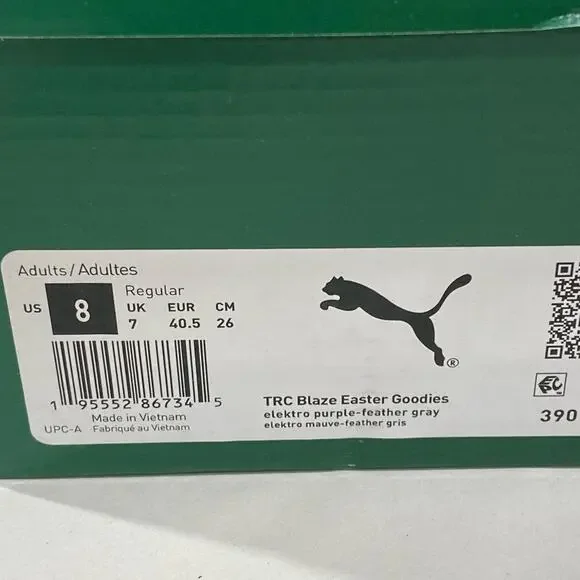 Adults/Adultes
Regular
US 8 UK EUR CM
7 40.5 26
1 95552 86734 5
Made in Vietnam
UPC-A Fabriqué au Vietnam
®
TRC Blaze Easter Goodies
elektro purple-feather gray
elektro mauve-feather gris
390